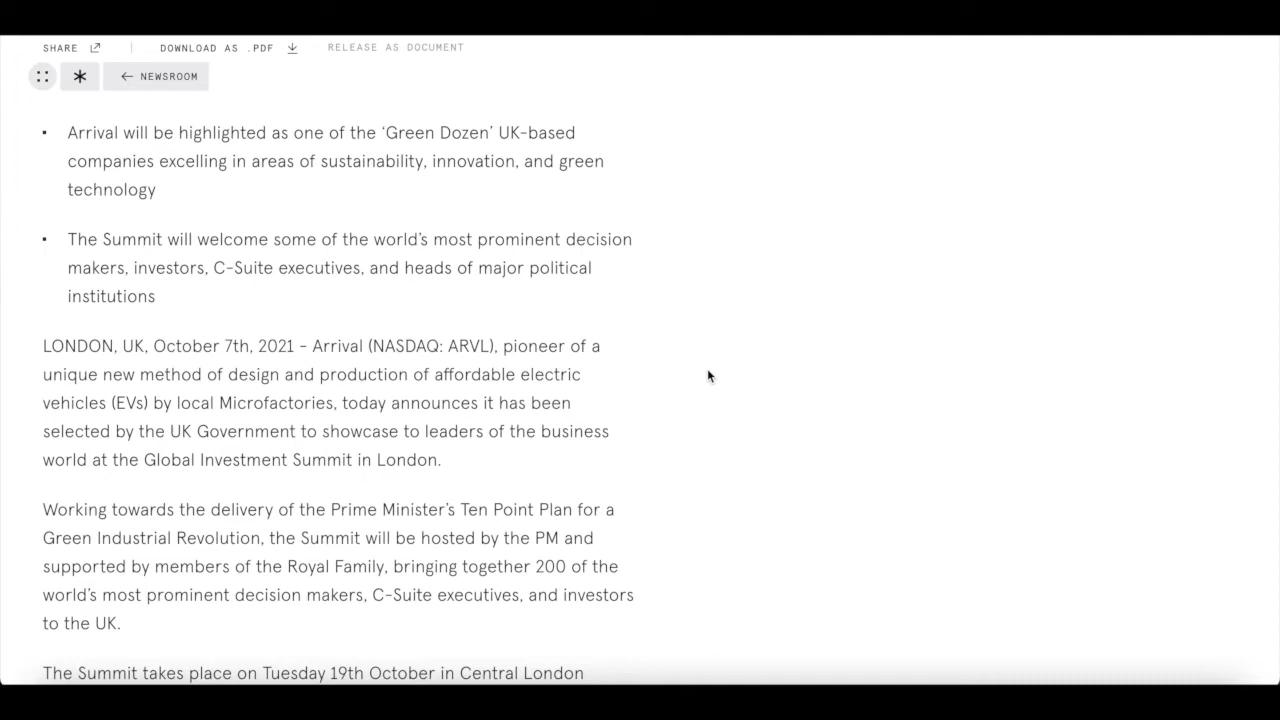 SHARE
DOWNLOAD AS .PDF
RELEASE AS DOCUMENT
NEWSROOM
Arrival will be highlighted as one of the ‘Green Dozen’ UK-based
companies excelling in areas of sustainability, innovation, and green
technology
The Summit will welcome some of the world’s most prominent decision
makers, investors, C-Suite executives, and heads of major political
institutions
LONDON, UK, October 7th, 2021 - Arrival (NASDAQ: ARVL), pioneer of a
unique new method of design and production of affordable electric
vehicles (EVs) by local Microfactories, today announces it has been
selected by the UK Government to showcase to leaders of the business
world at the Global Investment Summit in London.
Working towards the delivery of the Prime Minister’s Ten Point Plan for a
Green Industrial Revolution, the Summit will be hosted by the PM and
supported by members of the Royal Family, bringing together 200 of the
world’s most prominent decision makers, C-Suite executives, and investors
to the UK.
The Summit takes place on Tuesday 19th October in Central London